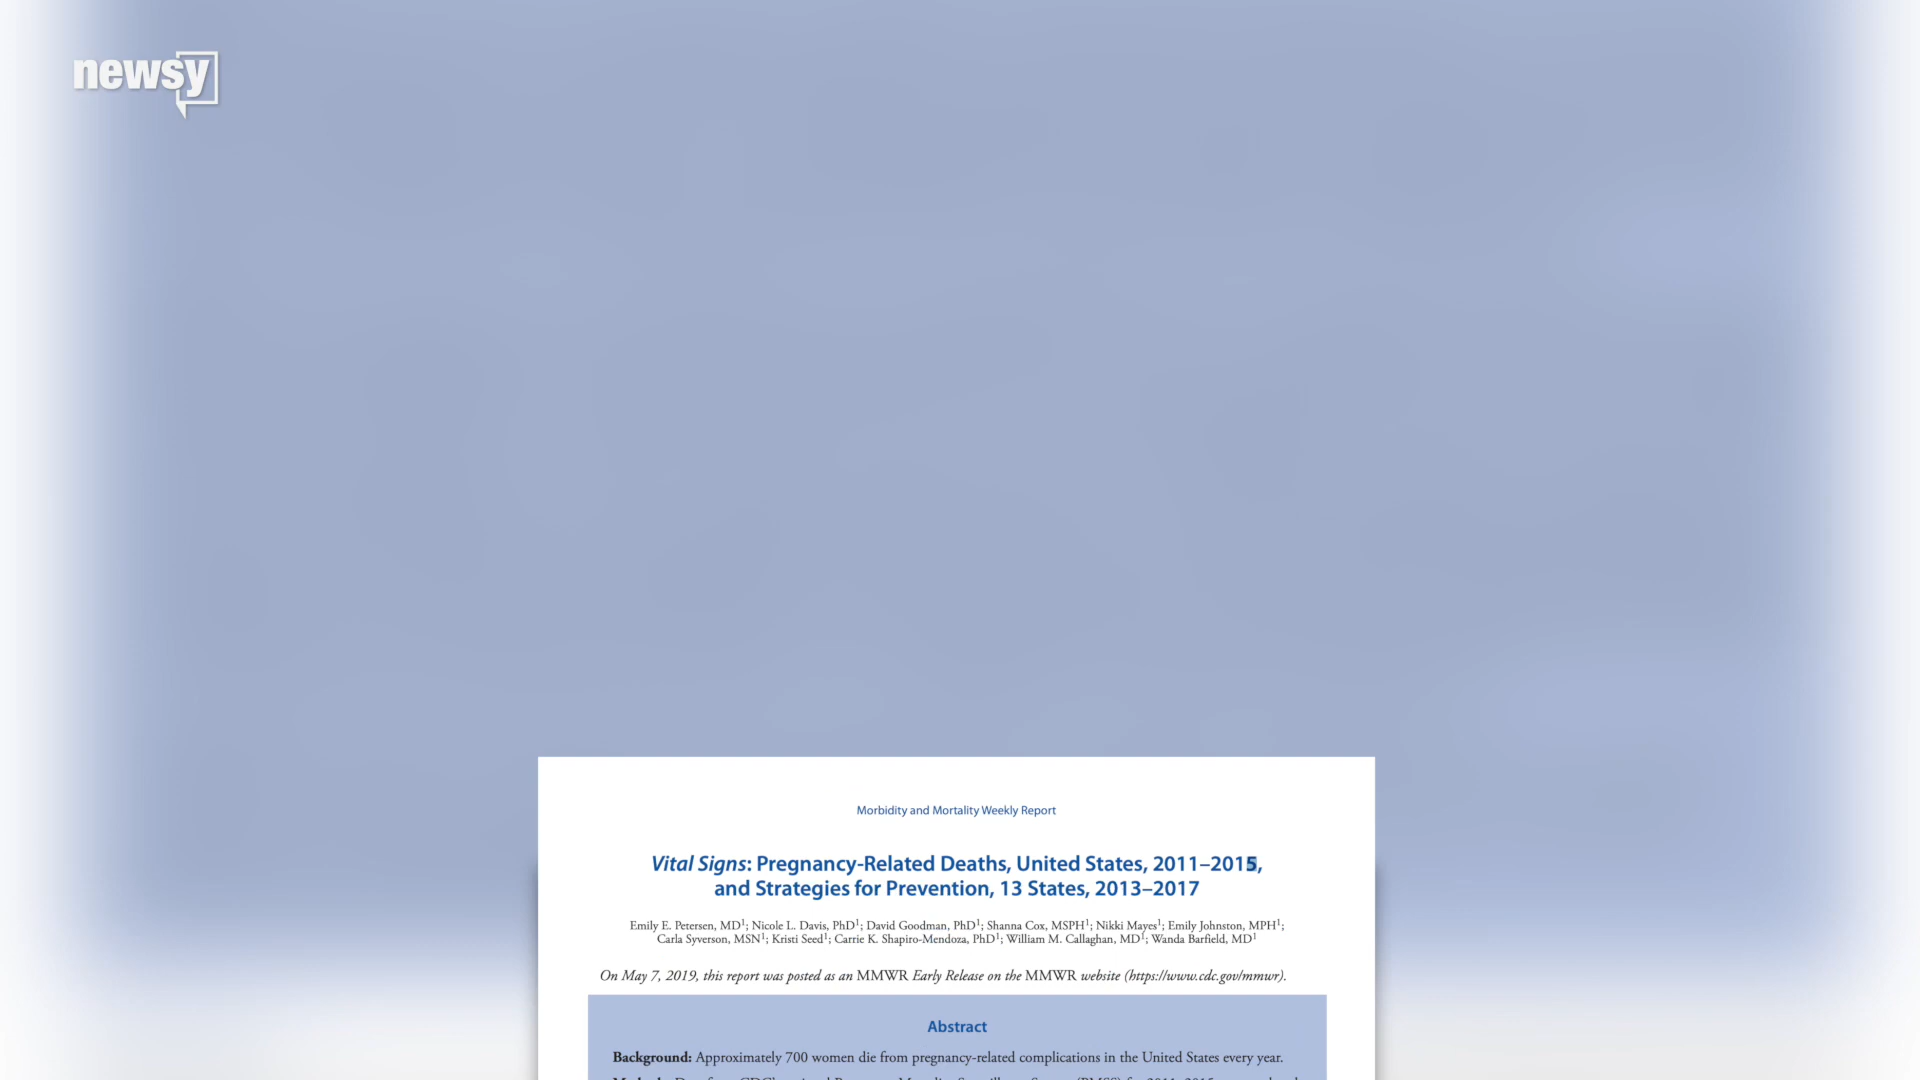 newsy
Morbidity and Mortality Weekly Report
Vital Signs: Pregnancy-Related Deaths, United States, 2011–2015,
and Strategies for Prevention, 13 States, 2013–2017
Emily E. Petersen, MD1; Nicole L. Davis, PhD1; David Goodman, PhD1; Shanna Cox, MSPH1; Nikki Mayes1; Emily Johnston, MPH1;
Carla Syverson, MSN1; Kristi Seed1; Carrie K. Shapiro-Mendoza, PhD1; William M. Callaghan, MD1; Wanda Barfield, MD1
On May 7, 2019, this report was posted as an MMWR Early Release on the MMWR website (https://www.cdc.gov/mmwr).
Abstract
Background: Approximately 700 women die from pregnancy-related complications in the United States every year.